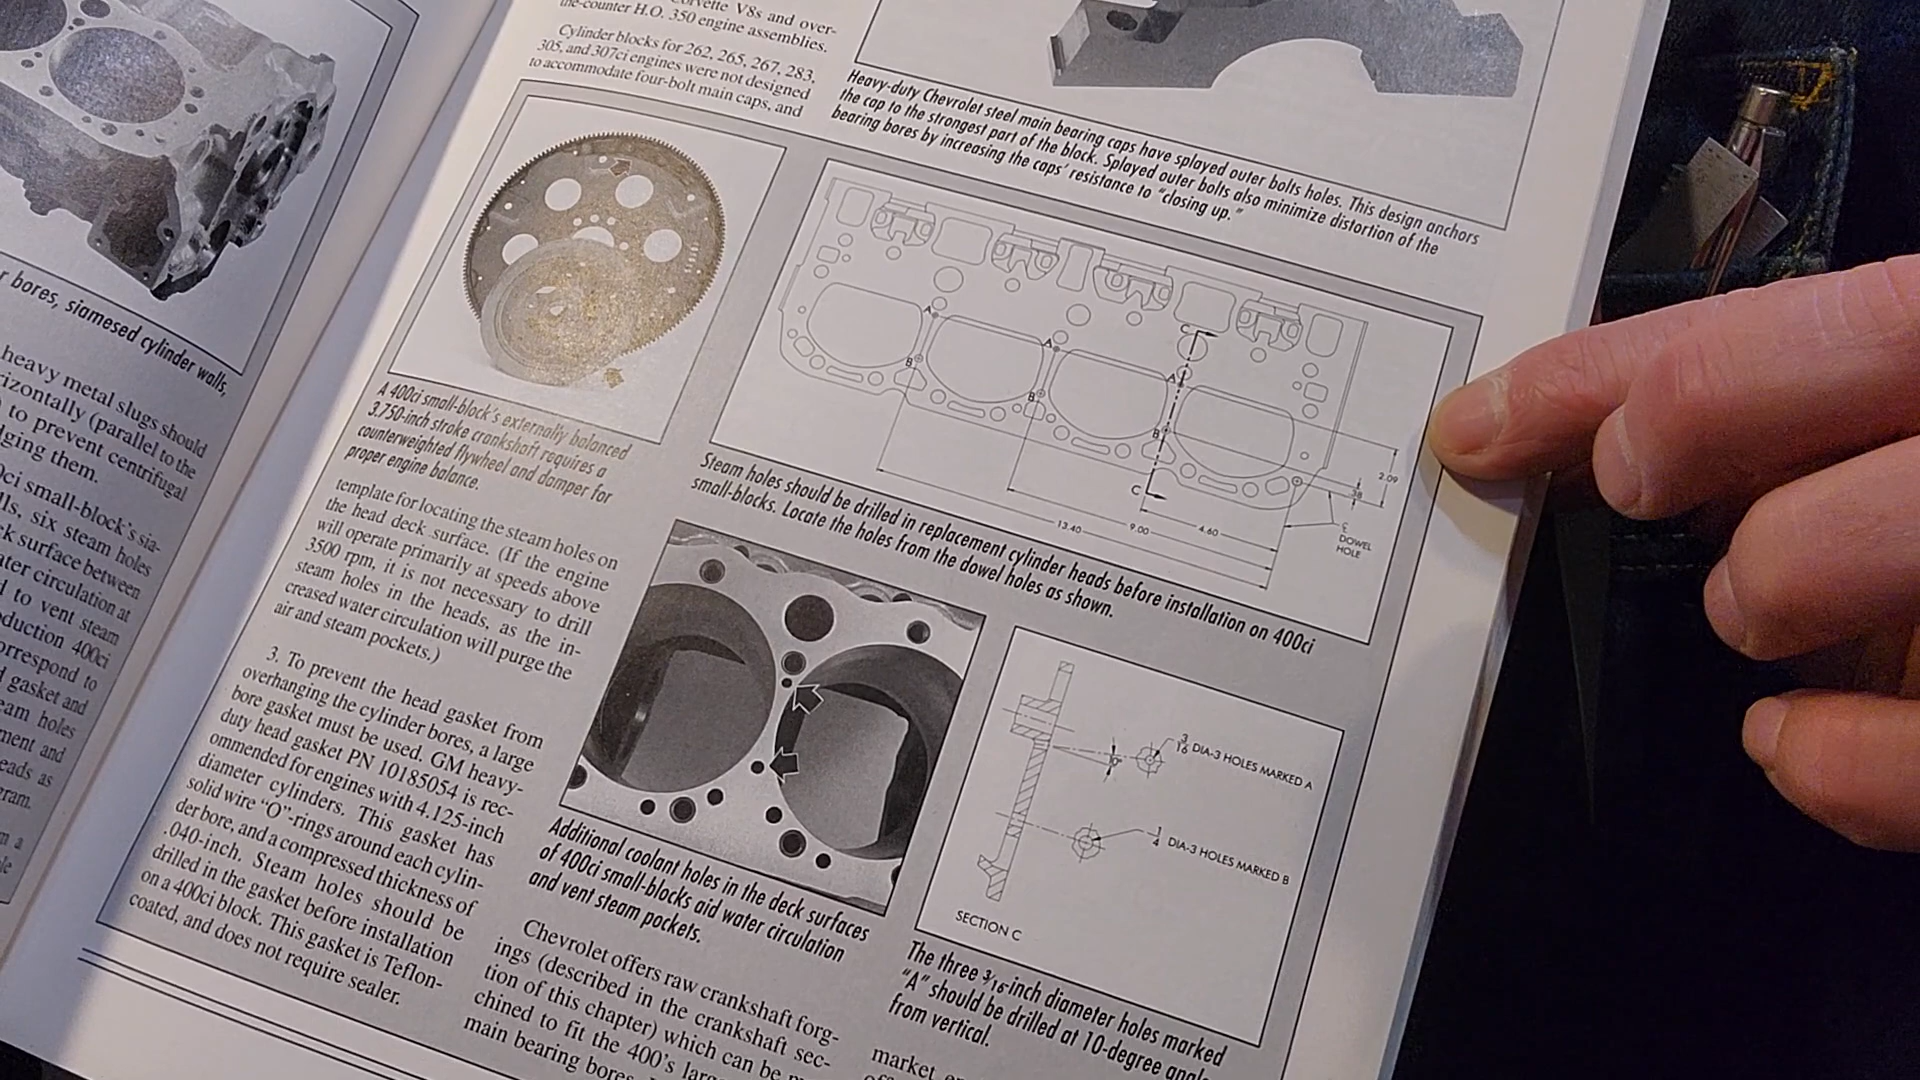 r bores, siamesed cylinder walls,
heavy metal slugs should
rizontally (parallel to the
to prevent centrifugal
dging them.
0ci small-block's sia-
lls, six steam holes
ck surface between
ater circulation at
d to vent steam
oduction 400ci
orrespond to
d gasket and
eam holes
ment and
eads as
gram.
Corvette V8s and over-
the-counter H.O. 350 engine assemblies.
Cylinder blocks for 262, 265, 267, 283,
305, and 307ci engines were not designed
to accommodate four-bolt main caps, and
A 400ci small-block's externally balanced
3.750-inch stroke crankshaft requires a
counterweighted flywheel and damper for
proper engine balance.
template for locating the steam holes on
the head deck surface. (If the engine
will operate primarily at speeds above
3500 rpm, it is not necessary to drill
steam holes in the heads, as the in-
creased water circulation will purge the
air and steam pockets.)
3. To prevent the head gasket from
overhanging the cylinder bores, a large
bore gasket must be used. GM heavy-
duty head gasket PN 10185054 is rec-
ommended for engines with 4.125-inch
diameter cylinders. This gasket has
solid wire "O"-rings around each cylin-
der bore, and a compressed thickness of
.040-inch. Steam holes should be
drilled in the gasket before installation
on a 400ci block. This gasket is Teflon-
coated, and does not require sealer.
Heavy-duty Chevrolet steel main bearing caps have splayed outer bolts holes. This design anchors
the cap to the strongest part of the block. Splayed outer bolts also minimize distortion of the
bearing bores by increasing the caps' resistance to "closing up."
A
B
A
B
C
A
B
C
2.09
.38
4.60
9.00
13.40
℄
DOWEL
HOLE
Steam holes should be drilled in replacement cylinder heads before installation on 400ci
small-blocks. Locate the holes from the dowel holes as shown.
Additional coolant holes in the deck surfaces
of 400ci small-blocks aid water circulation
and vent steam pockets.
Chevrolet offers raw crankshaft forg-
ings (described in the crankshaft sec-
tion of this chapter) which can be
chined to fit the 400's large
main bearing bores.
3/16 DIA-3 HOLES MARKED A
1/4 DIA-3 HOLES MARKED B
SECTION C
The three 3/16-inch diameter holes marked
"A" should be drilled at 10-degree angle
from vertical.
market